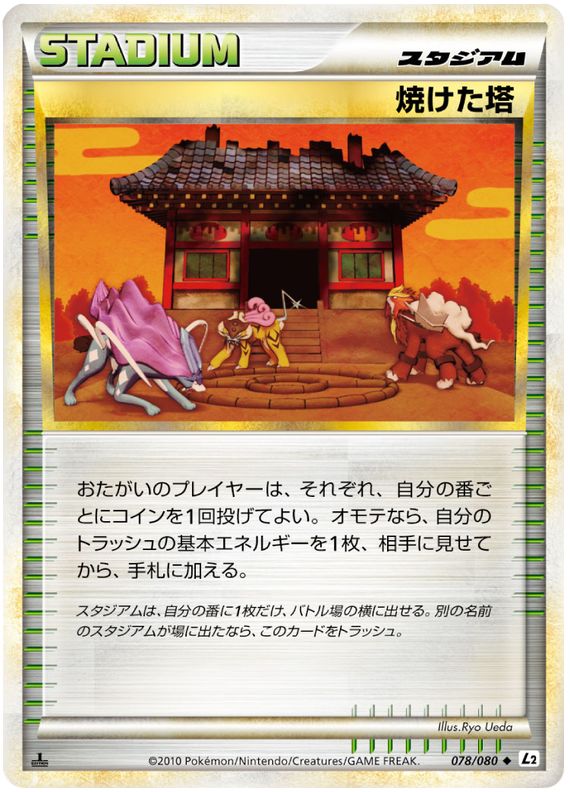 STADIUM
スタジアム
焼けた塔
おたがいのプレイヤーは、それぞれ、自分の番ご
とにコインを1回投げてよい。オモテなら、自分の
トラッシュの基本エネルギーを1枚、相手に見せて
から、手札に加える。
スタジアムは、自分の番に1枚だけ、バトル場の横に出せる。別の名前
のスタジアムが場に出たなら、このカードをトラッシュ。
Illus.Ryo Ueda
1
EDITION
©2010 Pokémon/Nintendo/Creatures/GAME FREAK.
078/080 ◆ L2